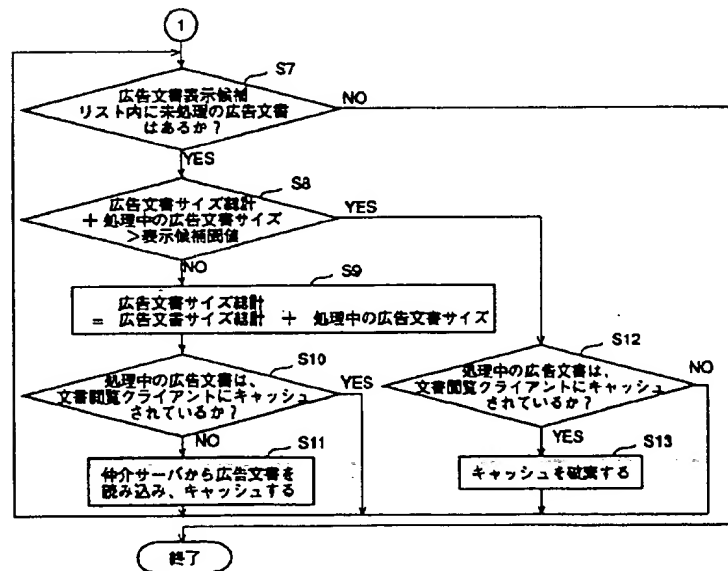 1
S7
広告文書表示候補
リスト内に未処理の広告文書
はあるか?
NO
YES
S8
広告文書サイズ総計
+処理中の広告文書サイズ
>表示候補閾値
YES
NO
S9
広告文書サイズ総計
= 広告文書サイズ総計 + 処理中の広告文書サイズ
S10
処理中の広告文書は、
文書閲覧クライアントにキャッシュ
されているか?
YES
NO
S11
仲介サーバから広告文書を
読み込み、キャッシュする
S12
処理中の広告文書は、
文書閲覧クライアントにキャッシュ
されているか?
NO
YES
S13
キャッシュを破棄する
終了